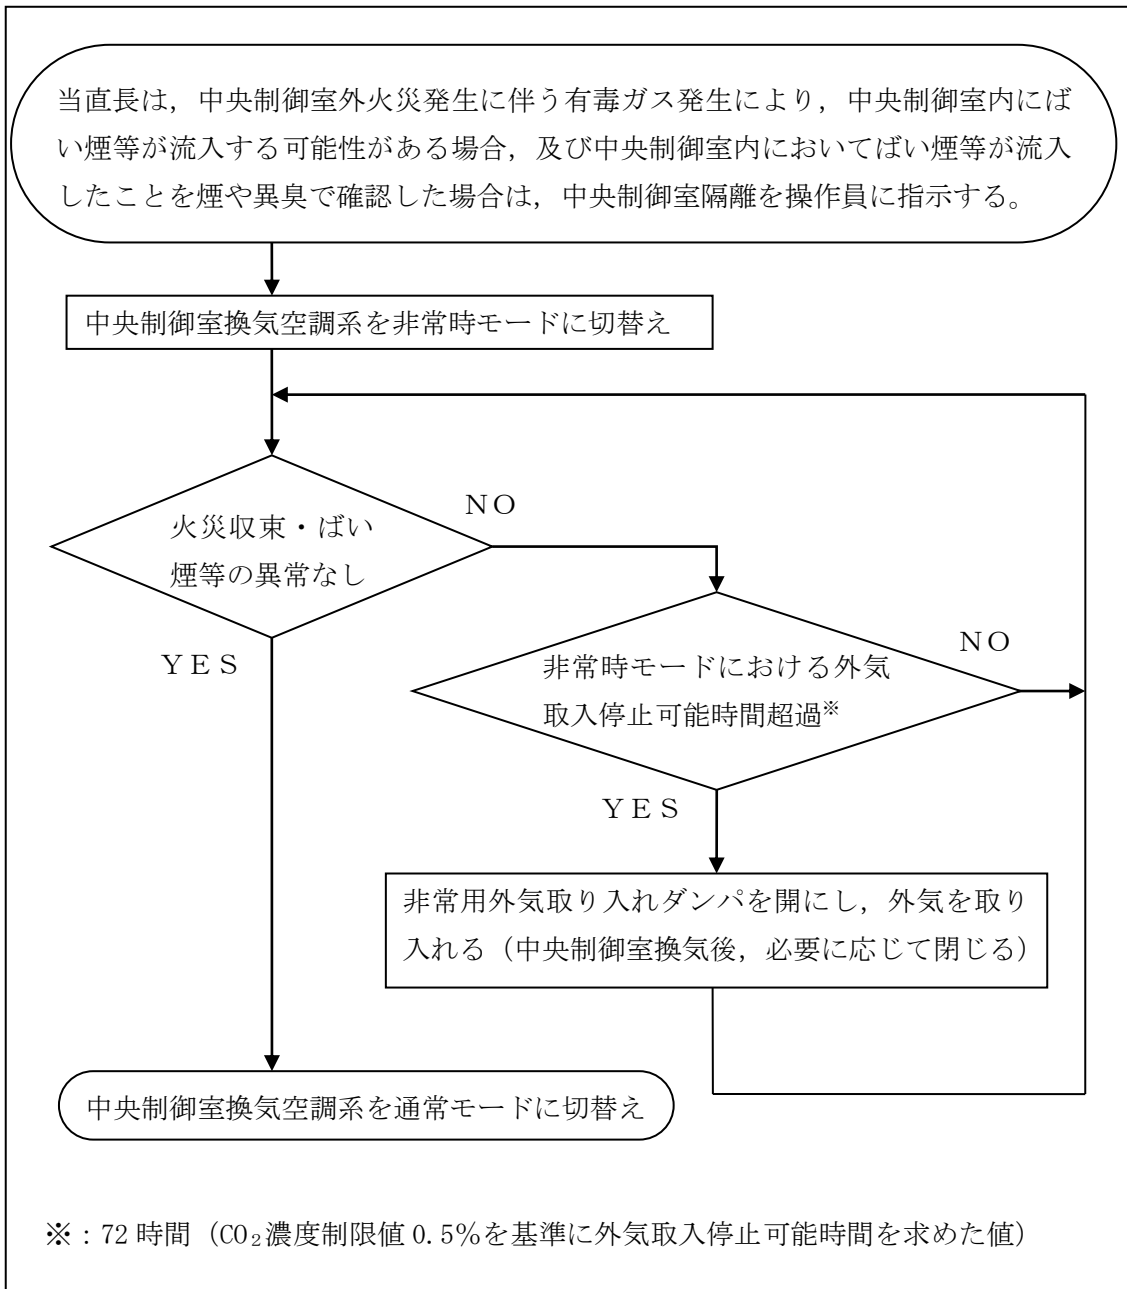 当直長は，中央制御室外火災発生に伴う有毒ガス発生により，中央制御室内にば
い煙等が流入する可能性がある場合，及び中央制御室内においてばい煙等が流入
したことを煙や異臭で確認した場合は，中央制御室隔離を操作員に指示する。
中央制御室換気空調系を非常時モードに切替え
火災収束・ばい
煙等の異常なし
ＮＯ
ＹＥＳ
非常時モードにおける外気
取入停止可能時間超過※
ＮＯ
ＹＥＳ
非常用外気取り入れダンパを開にし，外気を取り
入れる（中央制御室換気後，必要に応じて閉じる）
中央制御室換気空調系を通常モードに切替え
※：72 時間（CO₂濃度制限値 0.5％を基準に外気取入停止可能時間を求めた値）